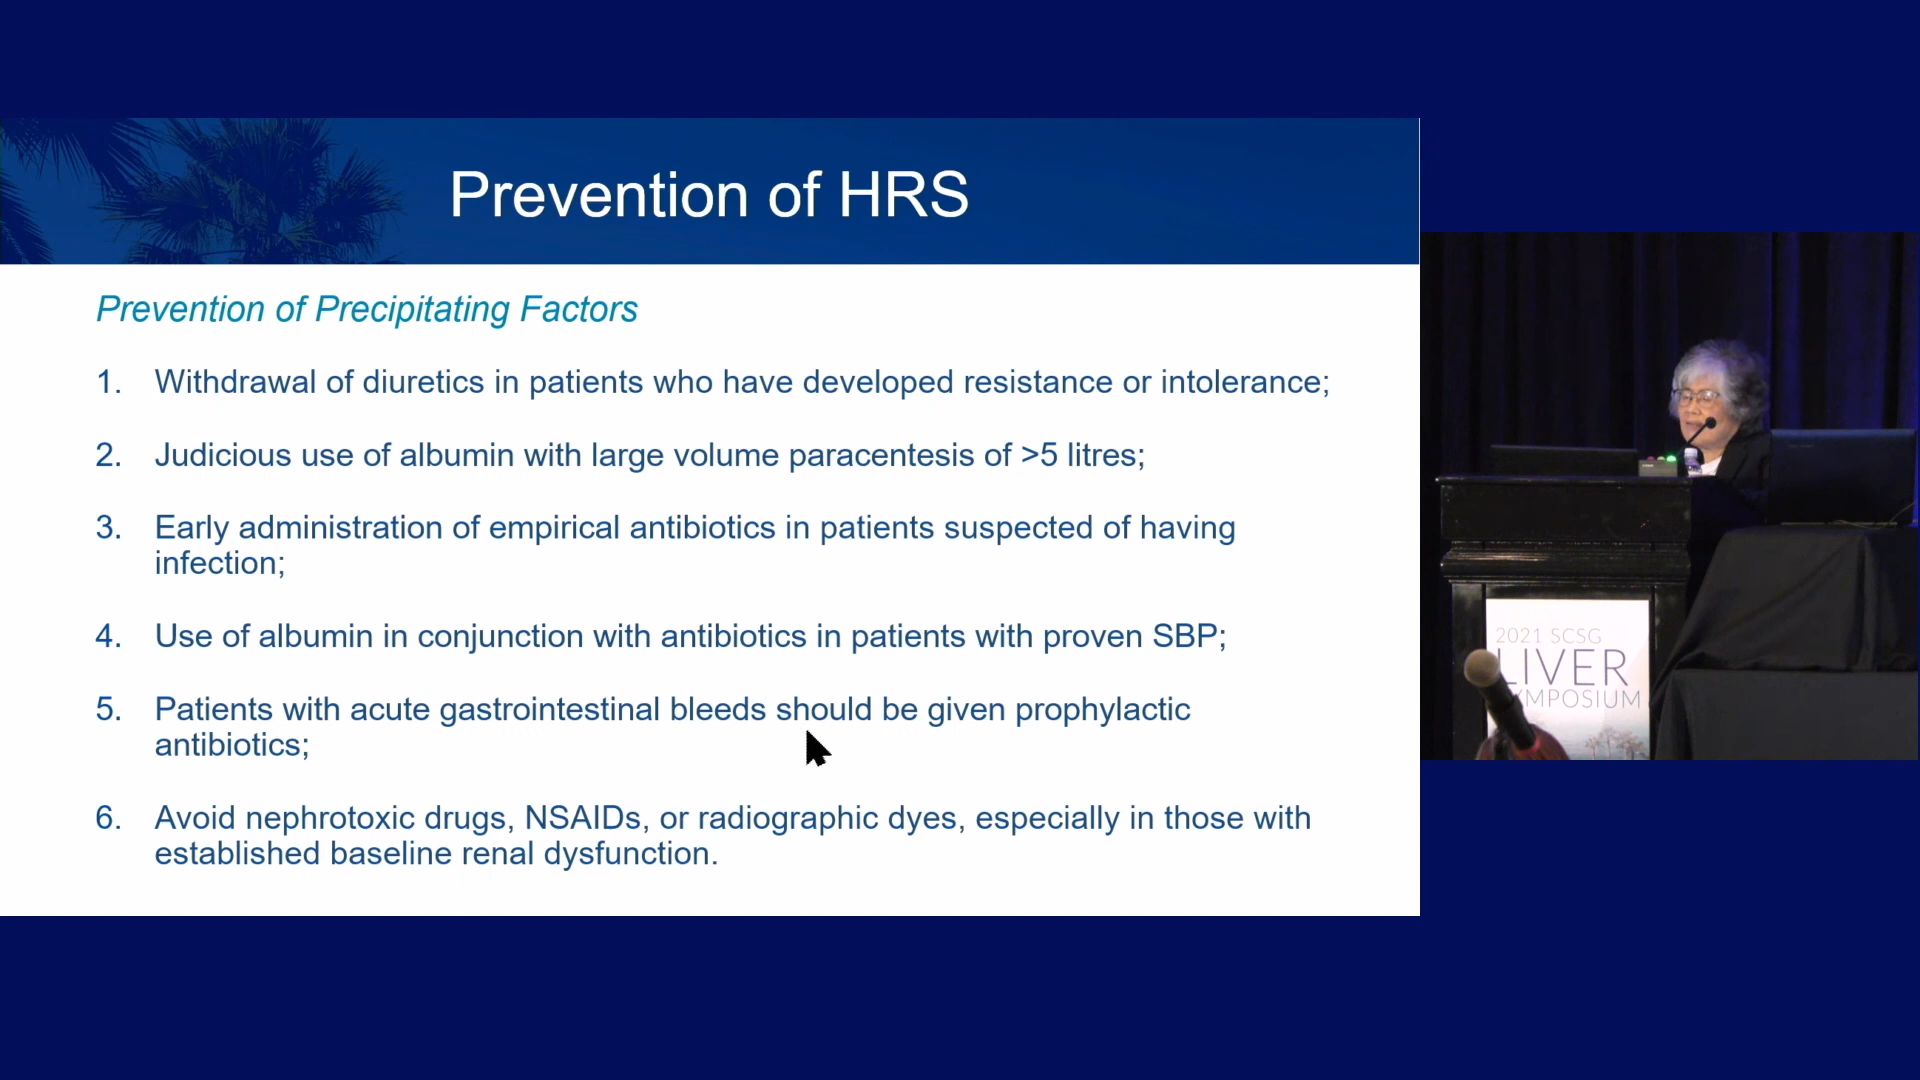 Prevention of HRS
Prevention of Precipitating Factors
1. Withdrawal of diuretics in patients who have developed resistance or intolerance;
2. Judicious use of albumin with large volume paracentesis of >5 litres;
3. Early administration of empirical antibiotics in patients suspected of having
infection;
4. Use of albumin in conjunction with antibiotics in patients with proven SBP;
5. Patients with acute gastrointestinal bleeds should be given prophylactic
antibiotics;
6. Avoid nephrotoxic drugs, NSAIDs, or radiographic dyes, especially in those with
established baseline renal dysfunction.
2021 SCSG
LIVER
YMPOSIUM